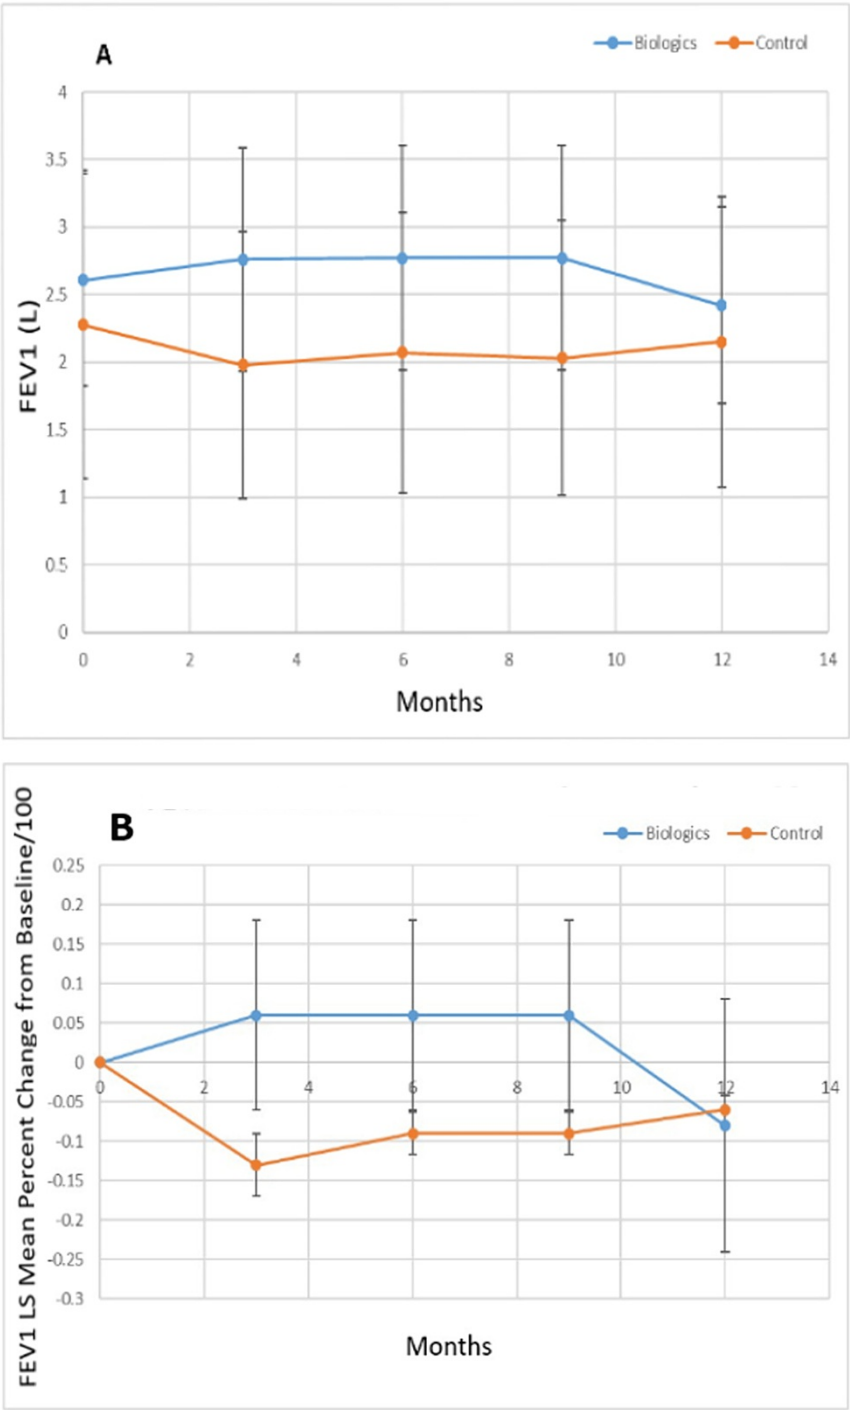 A
Biologics Control
4
3.5
3
2.5
2
1.5
1
0.5
0
FEV1 (L)
0 2 4 6 8 10 12 14
Months
B
Biologics Control
0.25
0.2
0.15
0.1
0.05
0
-0.05
-0.1
-0.15
-0.2
-0.25
-0.3
FEV1 LS Mean Percent Change from Baseline/100
0 2 4 6 8 10 12 14
Months